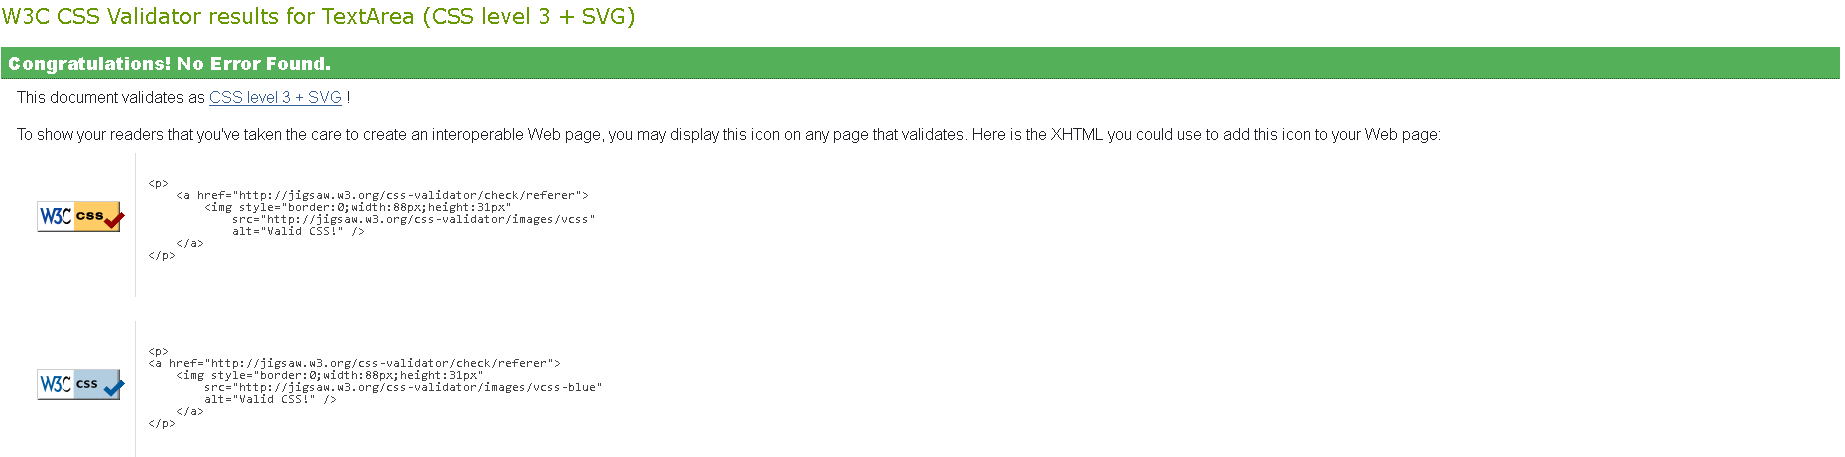 W3C CSS Validator results for TextArea (CSS level 3 + SVG)
Congratulations! No Error Found.
This document validates as CSS level 3 + SVG !
To show your readers that you've taken the care to create an interoperable Web page, you may display this icon on any page that validates. Here is the XHTML you could use to add this icon to your Web page:
W3C css
<p>
    <a href="http://jigsaw.w3.org/css-validator/check/referer">
        <img style="border:0;width:88px;height:31px"
            src="http://jigsaw.w3.org/css-validator/images/vcss"
            alt="Valid CSS!" />
    </a>
</p>
W3C css
<p>
<a href="http://jigsaw.w3.org/css-validator/check/referer">
    <img style="border:0;width:88px;height:31px"
        src="http://jigsaw.w3.org/css-validator/images/vcss-blue"
        alt="Valid CSS!" />
    </a>
</p>